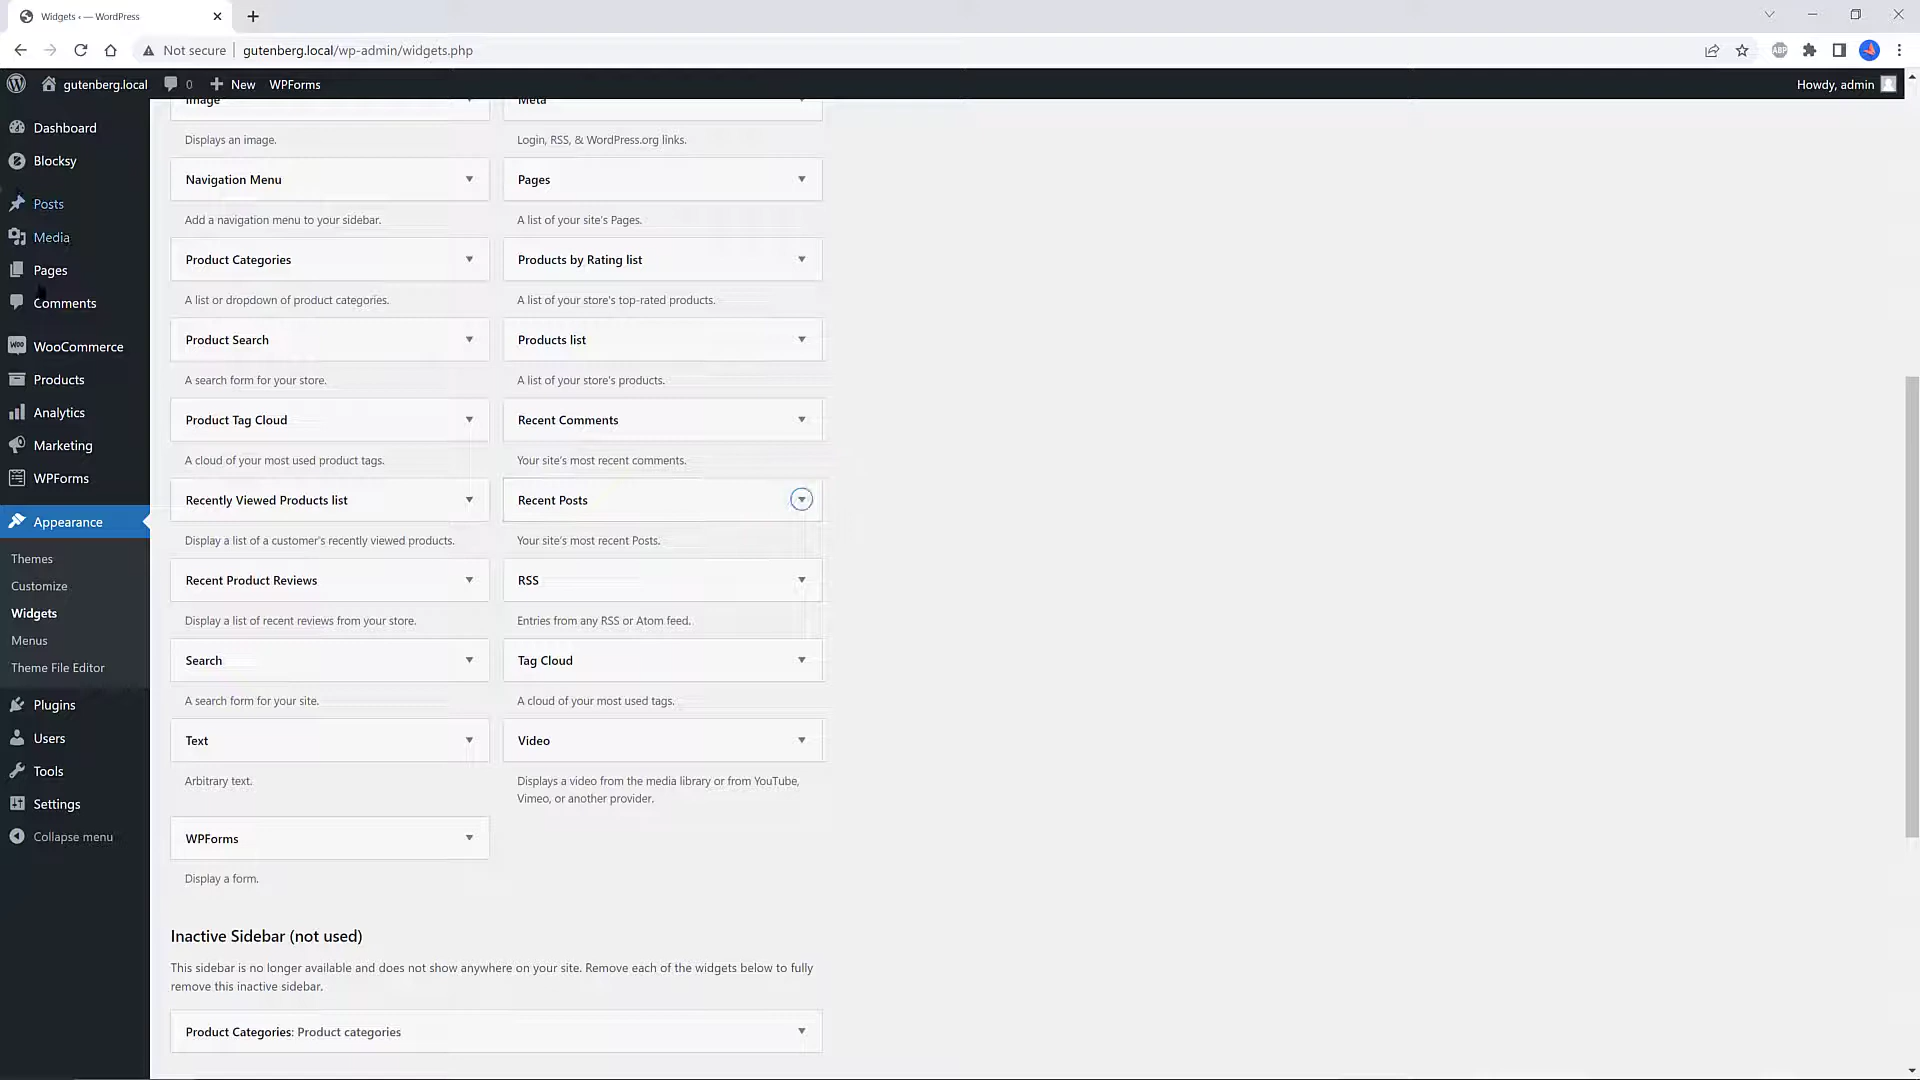 Widgets ‹ — WordPress
Not secure
gutenberg.local/wp-admin/widgets.php
ABP
gutenberg.local
0
New
WPForms
Howdy, admin
Dashboard
Blocksy
Posts
Media
Pages
Comments
WOO
WooCommerce
Products
Analytics
Marketing
WPForms
Appearance
Themes
Customize
Widgets
Menus
Theme File Editor
Plugins
Users
Tools
Settings
Collapse menu
Image
Meta
Displays an image.
Login, RSS, & WordPress.org links.
Navigation Menu
Pages
Add a navigation menu to your sidebar.
A list of your site's Pages.
Product Categories
Products by Rating list
A list or dropdown of product categories.
A list of your store's top-rated products.
Product Search
Products list
A search form for your store.
A list of your store's products.
Product Tag Cloud
Recent Comments
A cloud of your most used product tags.
Your site's most recent comments.
Recently Viewed Products list
Recent Posts
Display a list of a customer's recently viewed products.
Your site's most recent Posts.
Recent Product Reviews
RSS
Display a list of recent reviews from your store.
Entries from any RSS or Atom feed.
Search
Tag Cloud
A search form for your site.
A cloud of your most used tags.
Text
Video
Arbitrary text.
Displays a video from the media library or from YouTube,
Vimeo, or another provider.
WPForms
Display a form.
Inactive Sidebar (not used)
This sidebar is no longer available and does not show anywhere on your site. Remove each of the widgets below to fully
remove this inactive sidebar.
Product Categories: Product categories